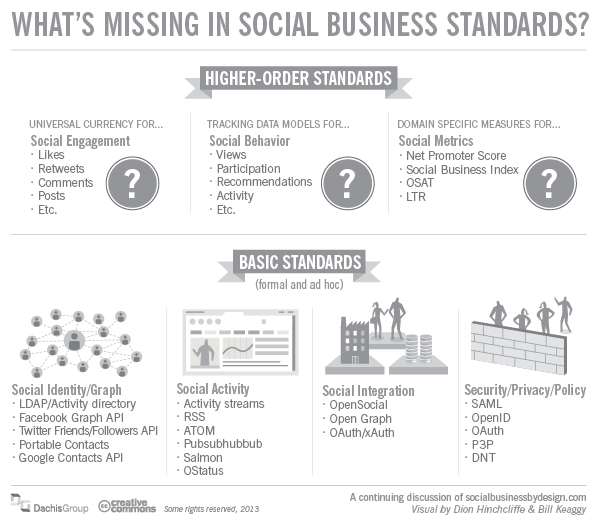 WHAT'S MISSING IN SOCIAL BUSINESS STANDARDS?
HIGHER-ORDER STANDARDS
UNIVERSAL CURRENCY FOR...
Social Engagement
· Likes
· Retweets
· Comments
· Posts
· Etc.
?
TRACKING DATA MODELS FOR...
Social Behavior
· Views
· Participation
· Recommendations
· Activity
· Etc.
?
DOMAIN SPECIFIC MEASURES FOR...
Social Metrics
· Net Promoter Score
· Social Business Index
· OSAT
· LTR
?
BASIC STANDARDS
(formal and ad hoc)
Social Identity/Graph
· LDAP/Activity directory
· Facebook Graph API
· Twitter Friends/Followers API
· Portable Contacts
· Google Contacts API
Social Activity
· Activity streams
· RSS
· ATOM
· Pubsubhubbub
· Salmon
· OStatus
Social Integration
· OpenSocial
· Open Graph
· OAuth/xAuth
Security/Privacy/Policy
· SAML
· OpenID
· OAuth
· P3P
· DNT
DachisGroup
cc creative commons
Some rights reserved, 2013
A continuing discussion of socialbusinessbydesign.com
Visual by Dion Hinchcliffe & Bill Keaggy